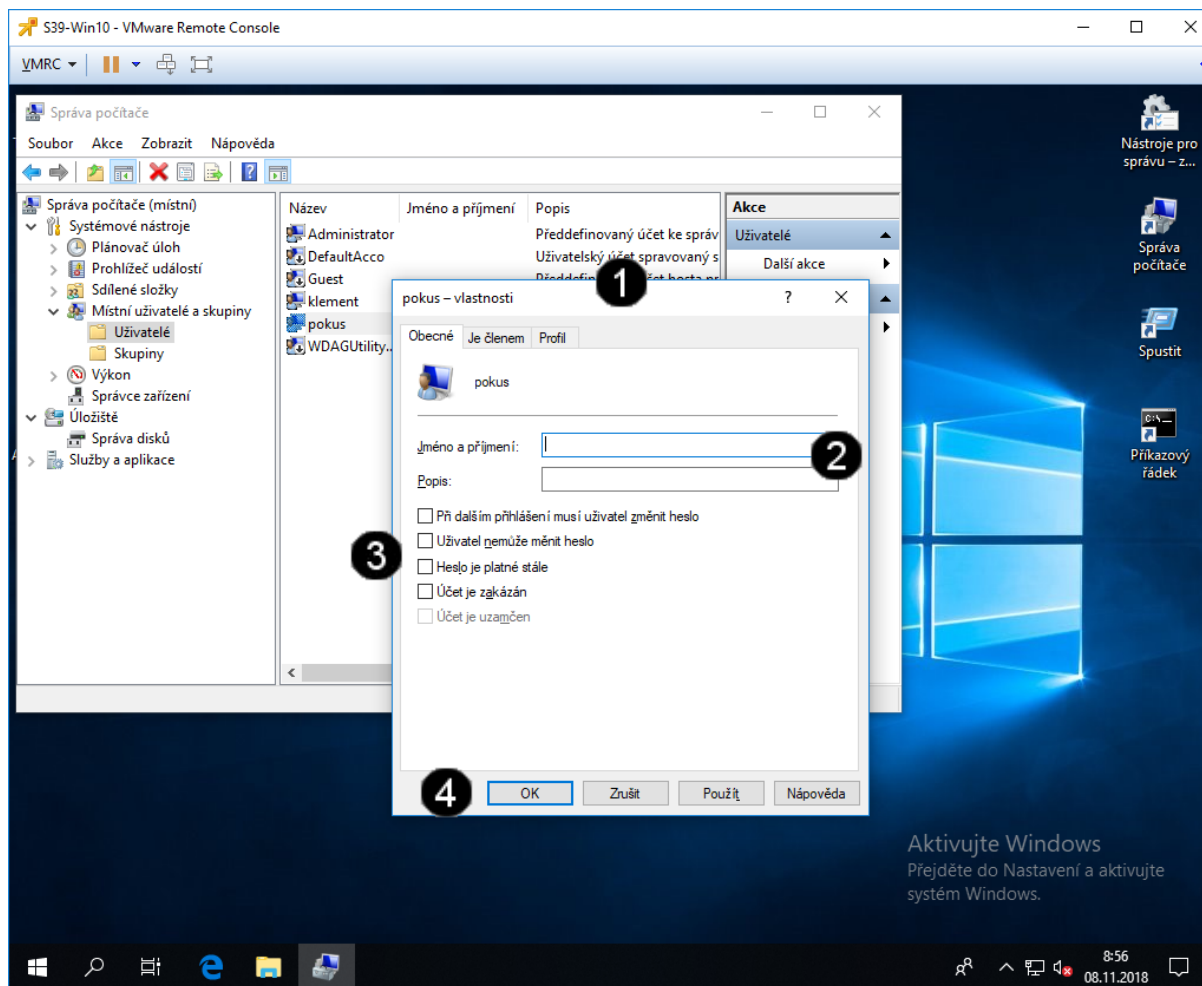 S39-Win10 - VMware Remote Console
VMRC
Správa počítače
Soubor Akce Zobrazit Nápověda
Správa počítače (místní)
Systémové nástroje
Plánovač úloh
Prohlížeč událostí
Sdílené složky
Místní uživatelé a skupiny
Uživatelé
Skupiny
Výkon
Správce zařízení
Úložiště
Správa disků
Služby a aplikace
Název Jméno a příjmení Popis
Administrator Předdefinovaný účet ke správ
DefaultAcco Uživatelský účet spravovaný s
Guest
klement
pokus
WDAGUtility...
Akce
Uživatelé
Další akce
1
pokus – vlastnosti
?
Obecné Je členem Profil
pokus
Jméno a příjmení:
2
Popis:
Při dalším přihlášení musí uživatel změnit heslo
Uživatel nemůže měnit heslo
3
Heslo je platné stále
Účet je zakázán
Účet je uzamčen
4
OK Zrušit Použít Nápověda
Nástroje pro
správu – z...
Správa
počítače
Spustit
Příkazový
řádek
Aktivujte Windows
Přejděte do Nastavení a aktivujte
systém Windows.
8:56
08.11.2018